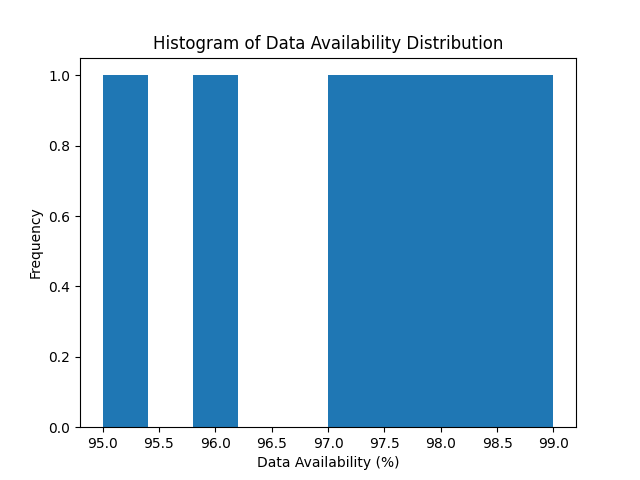 Histogram of Data Availability Distribution
1.0
0.8
0.6
0.4
0.2
0.0
Frequency
95.0 95.5 96.0 96.5 97.0 97.5 98.0 98.5 99.0
Data Availability (%)